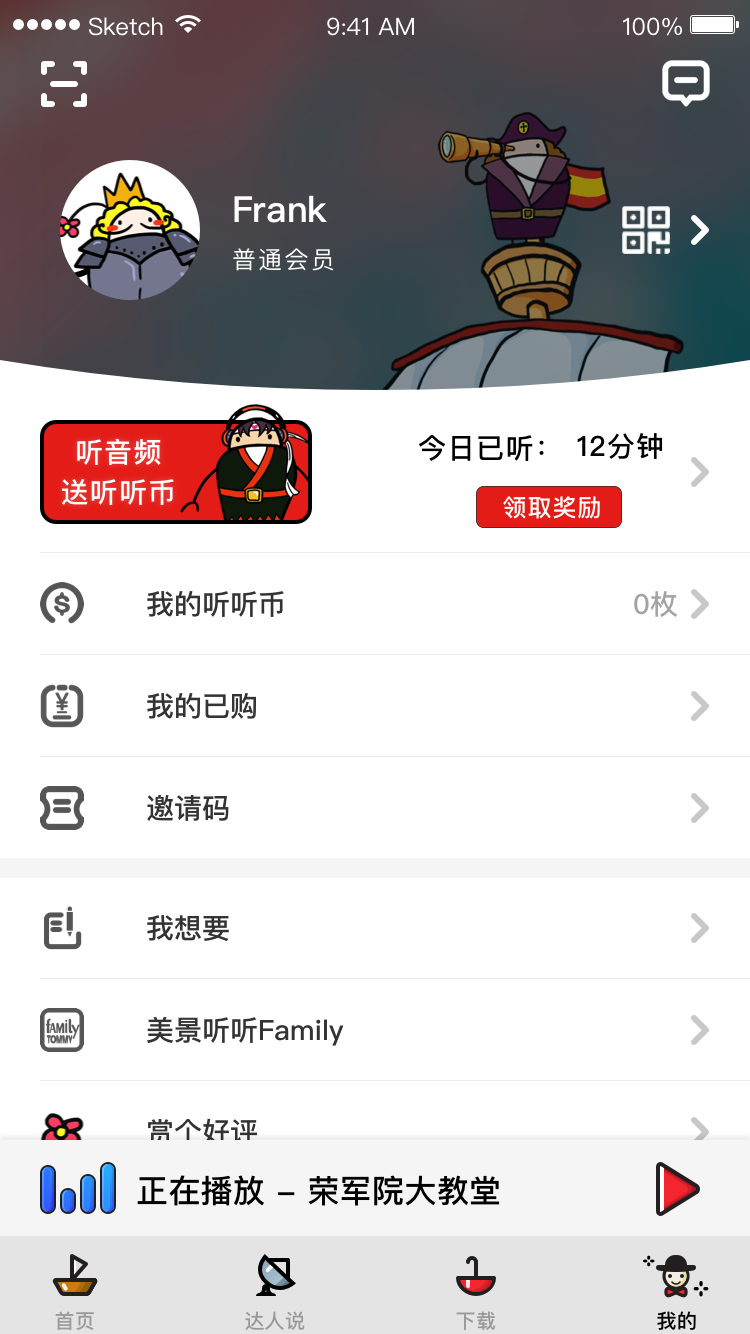 Sketch
9:41 AM
100%
Frank
普通会员
听音频
送听听币
今日已听： 12分钟
领取奖励
我的听听币
0枚
我的已购
邀请码
我想要
FAMily
TOMMY
美景听听Family
赏个好评
正在播放 – 荣军院大教堂
首页
达人说
下载
我的